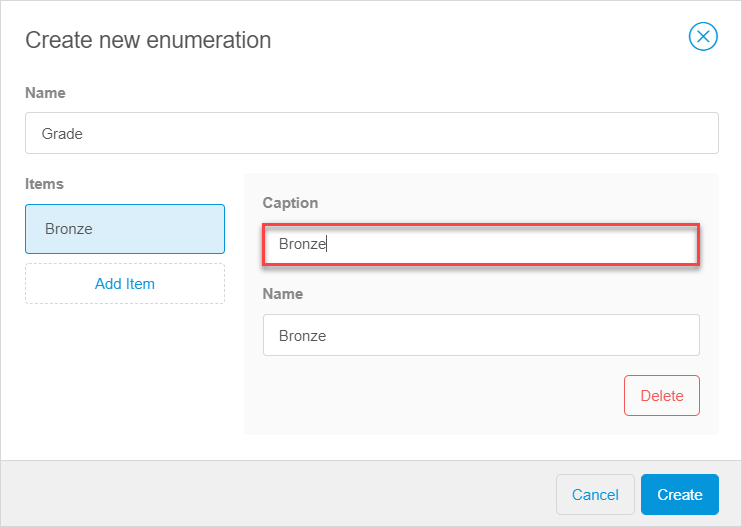 Create new enumeration
Name
Grade
Items
Bronze
Add Item
Caption
Bronze
Name
Bronze
Delete
Cancel
Create